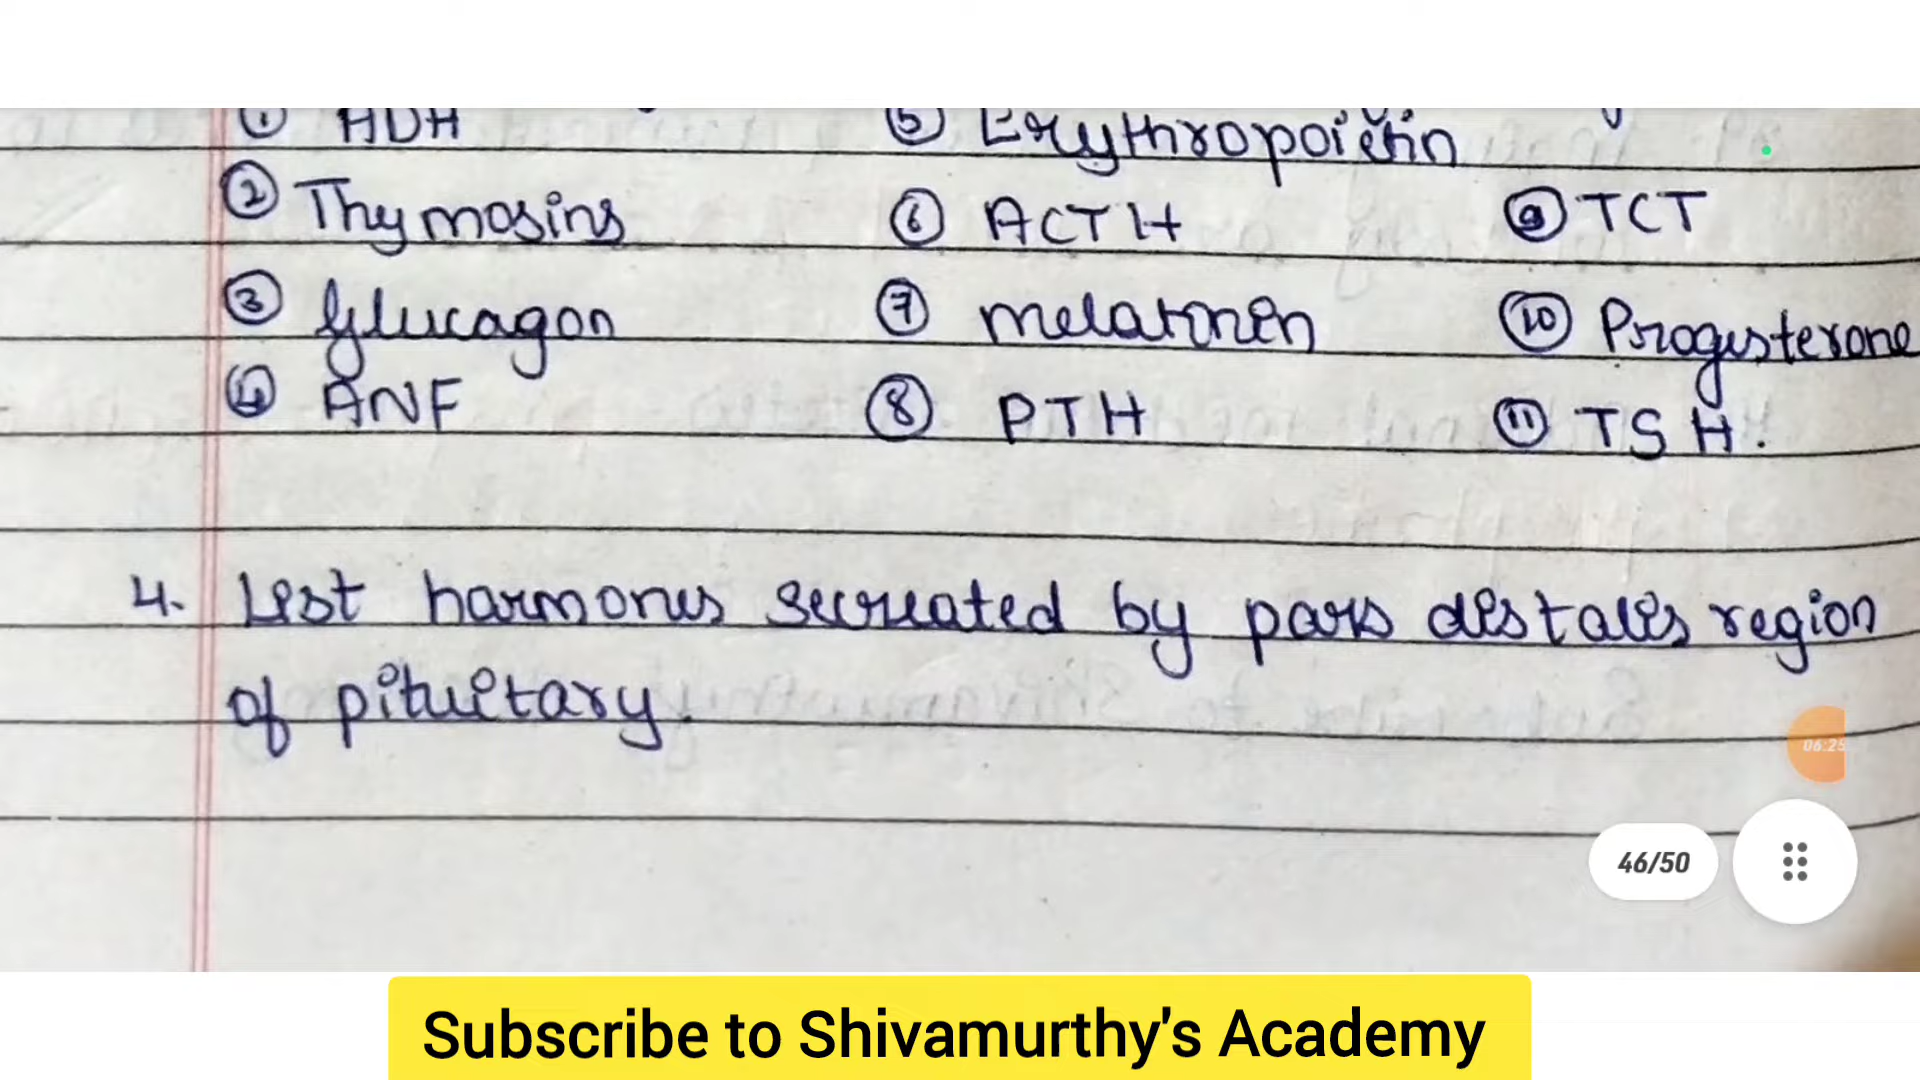 ① ADH ⑤ Erythropoietin
② Thymosins ⑥ ACTH ⑨ TCT
③ Glucagon ⑦ melatonin ⑩ Progesterone
④ ANF ⑧ PTH ⑪ TSH.
4. List harmones secreated by pars distalis region
of pituitary.
06:25
46/50
Subscribe to Shivamurthy's Academy